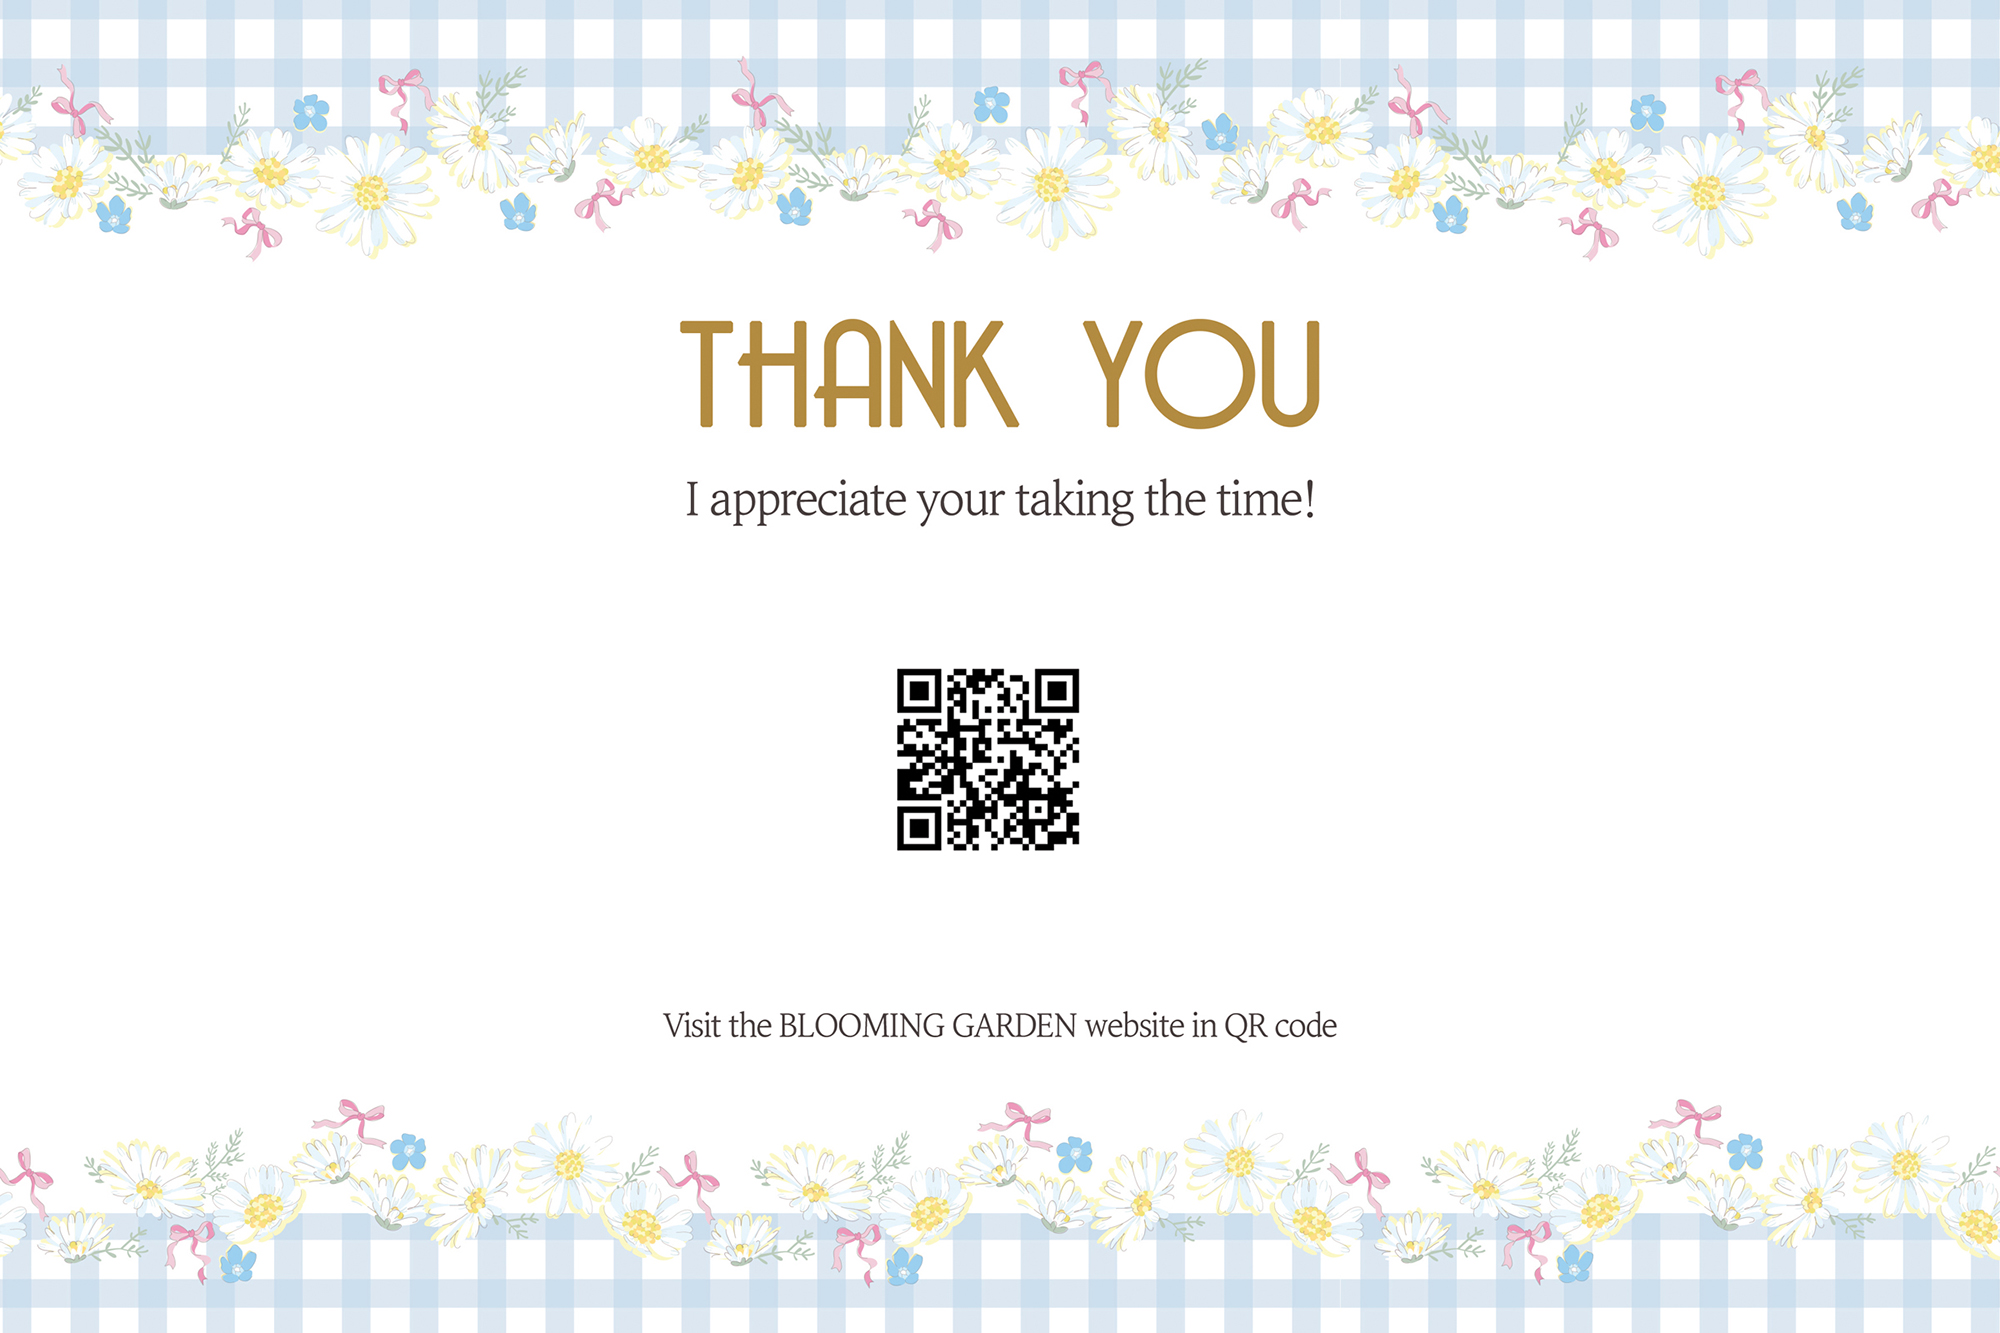 THANK YOU
I appreciate your taking the time!
Visit the BLOOMING GARDEN website in QR code